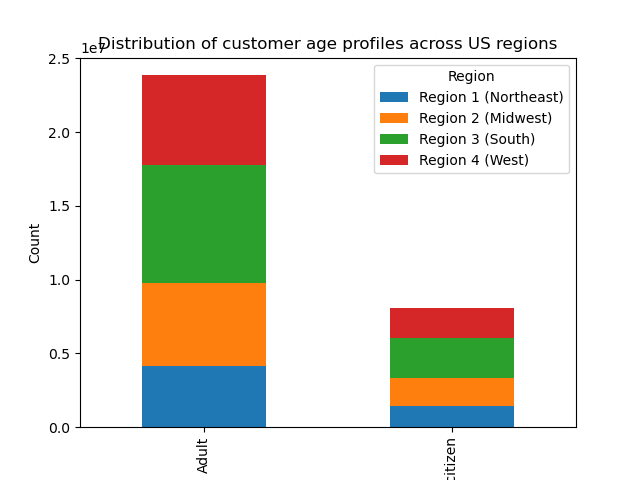 1e7
Distribution of customer age profiles across US regions
2.5
2.0
1.5
1.0
0.5
0.0
Count
Region
Region 1 (Northeast)
Region 2 (Midwest)
Region 3 (South)
Region 4 (West)
Adult
citizen